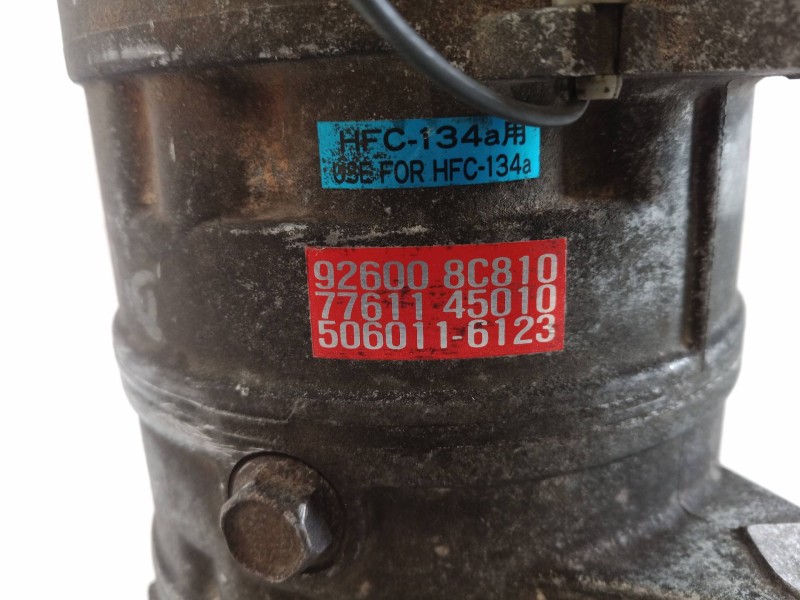 HFC-134a用
USE FOR HFC-134a
92600 8C810
77611 45010
506011-6123